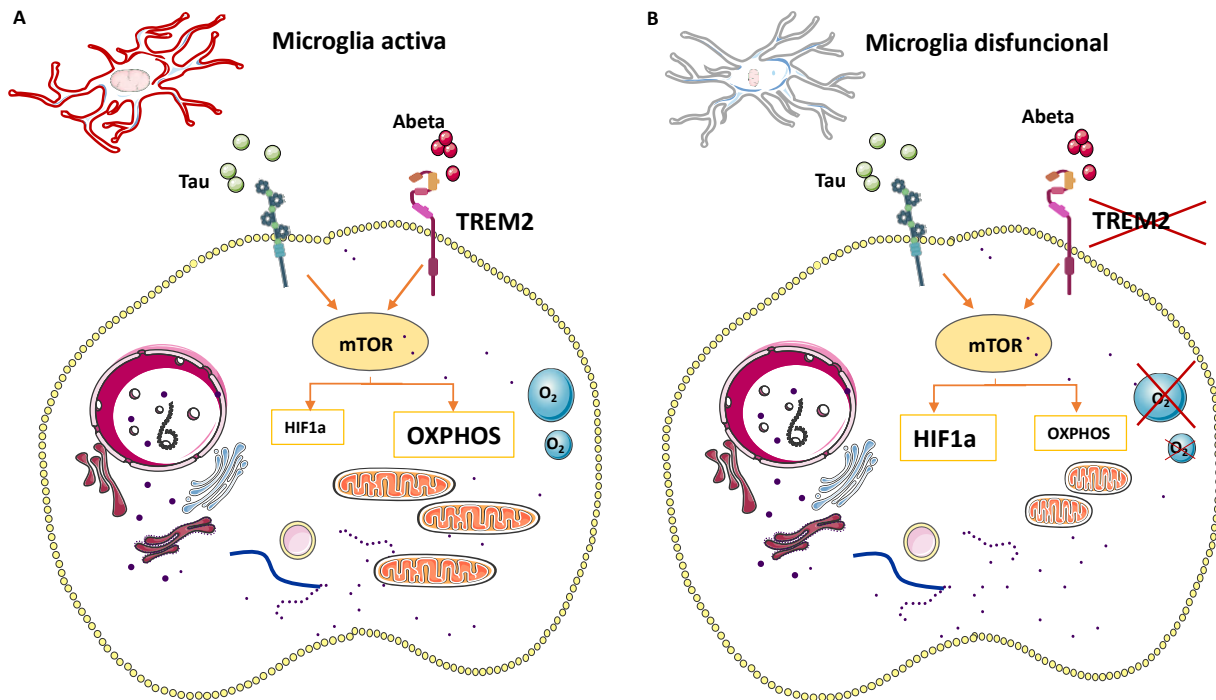 A
Microglia activa
Abeta
Tau
TREM2
mTOR
HIF1a
OXPHOS
O2
O2
B
Microglia disfuncional
Abeta
Tau
TREM2
mTOR
HIF1a
OXPHOS
O2
O2